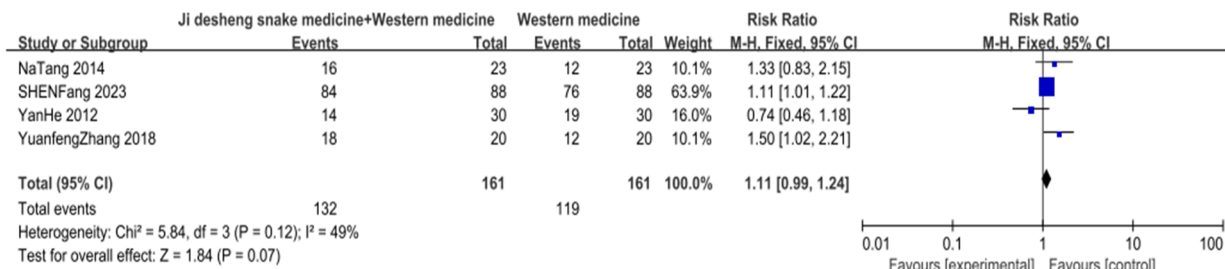 Ji desheng snake medicine+Western medicine Western medicine Risk Ratio Risk Ratio
Study or Subgroup Events Total Events Total Weight M-H, Fixed, 95% CI M-H, Fixed, 95% CI
NaTang 2014 16 23 12 23 10.1% 1.33 [0.83, 2.15]
SHENFang 2023 84 88 76 88 63.9% 1.11 [1.01, 1.22]
YanHe 2012 14 30 19 30 16.0% 0.74 [0.46, 1.18]
YuanfengZhang 2018 18 20 12 20 10.1% 1.50 [1.02, 2.21]
Total (95% CI) 161 161 100.0% 1.11 [0.99, 1.24]
Total events 132 119
Heterogeneity: Chi² = 5.84, df = 3 (P = 0.12); I² = 49%
Test for overall effect: Z = 1.84 (P = 0.07)
0.01 0.1 1 10 100
Favours [experimental] Favours [control]